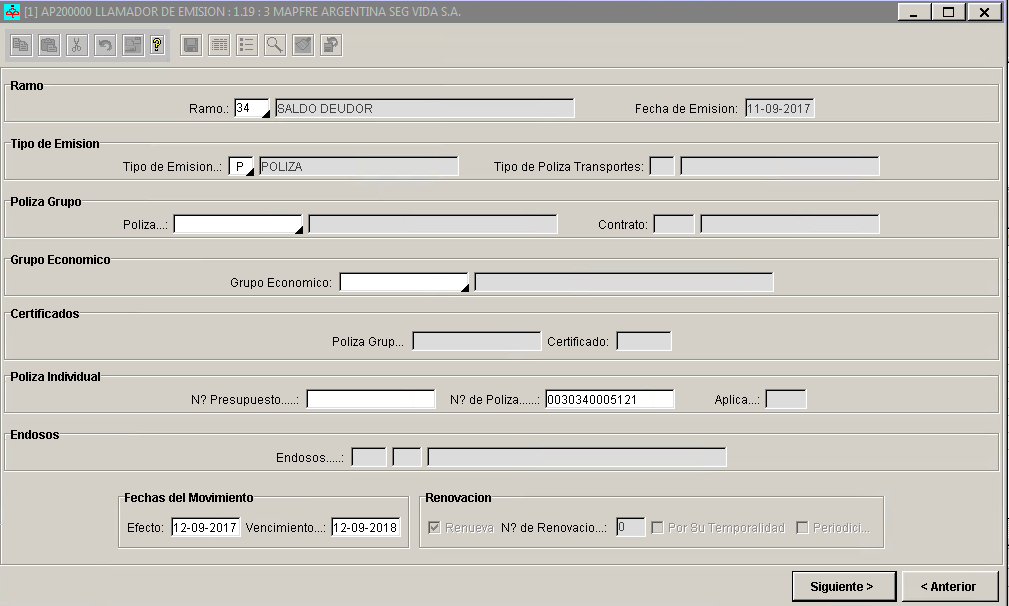 [1] AP200000 LLAMADOR DE EMISION : 1.19 : 3 MAPFRE ARGENTINA SEG VIDA S.A.
?
Ramo
Ramo.: 34 SALDO DEUDOR Fecha de Emision: 11-09-2017
Tipo de Emision
Tipo de Emision..: P POLIZA Tipo de Poliza Transportes:
Poliza Grupo
Poliza...: Contrato:
Grupo Economico
Grupo Economico:
Certificados
Poliza Grup... Certificado:
Poliza Individual
N? Presupuesto.....: N? de Poliza......: 0030340005121 Aplica...:
Endosos
Endosos.....:
Fechas del Movimiento Renovacion
Efecto: 12-09-2017 Vencimiento...: 12-09-2018 Renueva N? de Renovacio...: 0 Por Su Temporalidad Periodici...
Siguiente > < Anterior